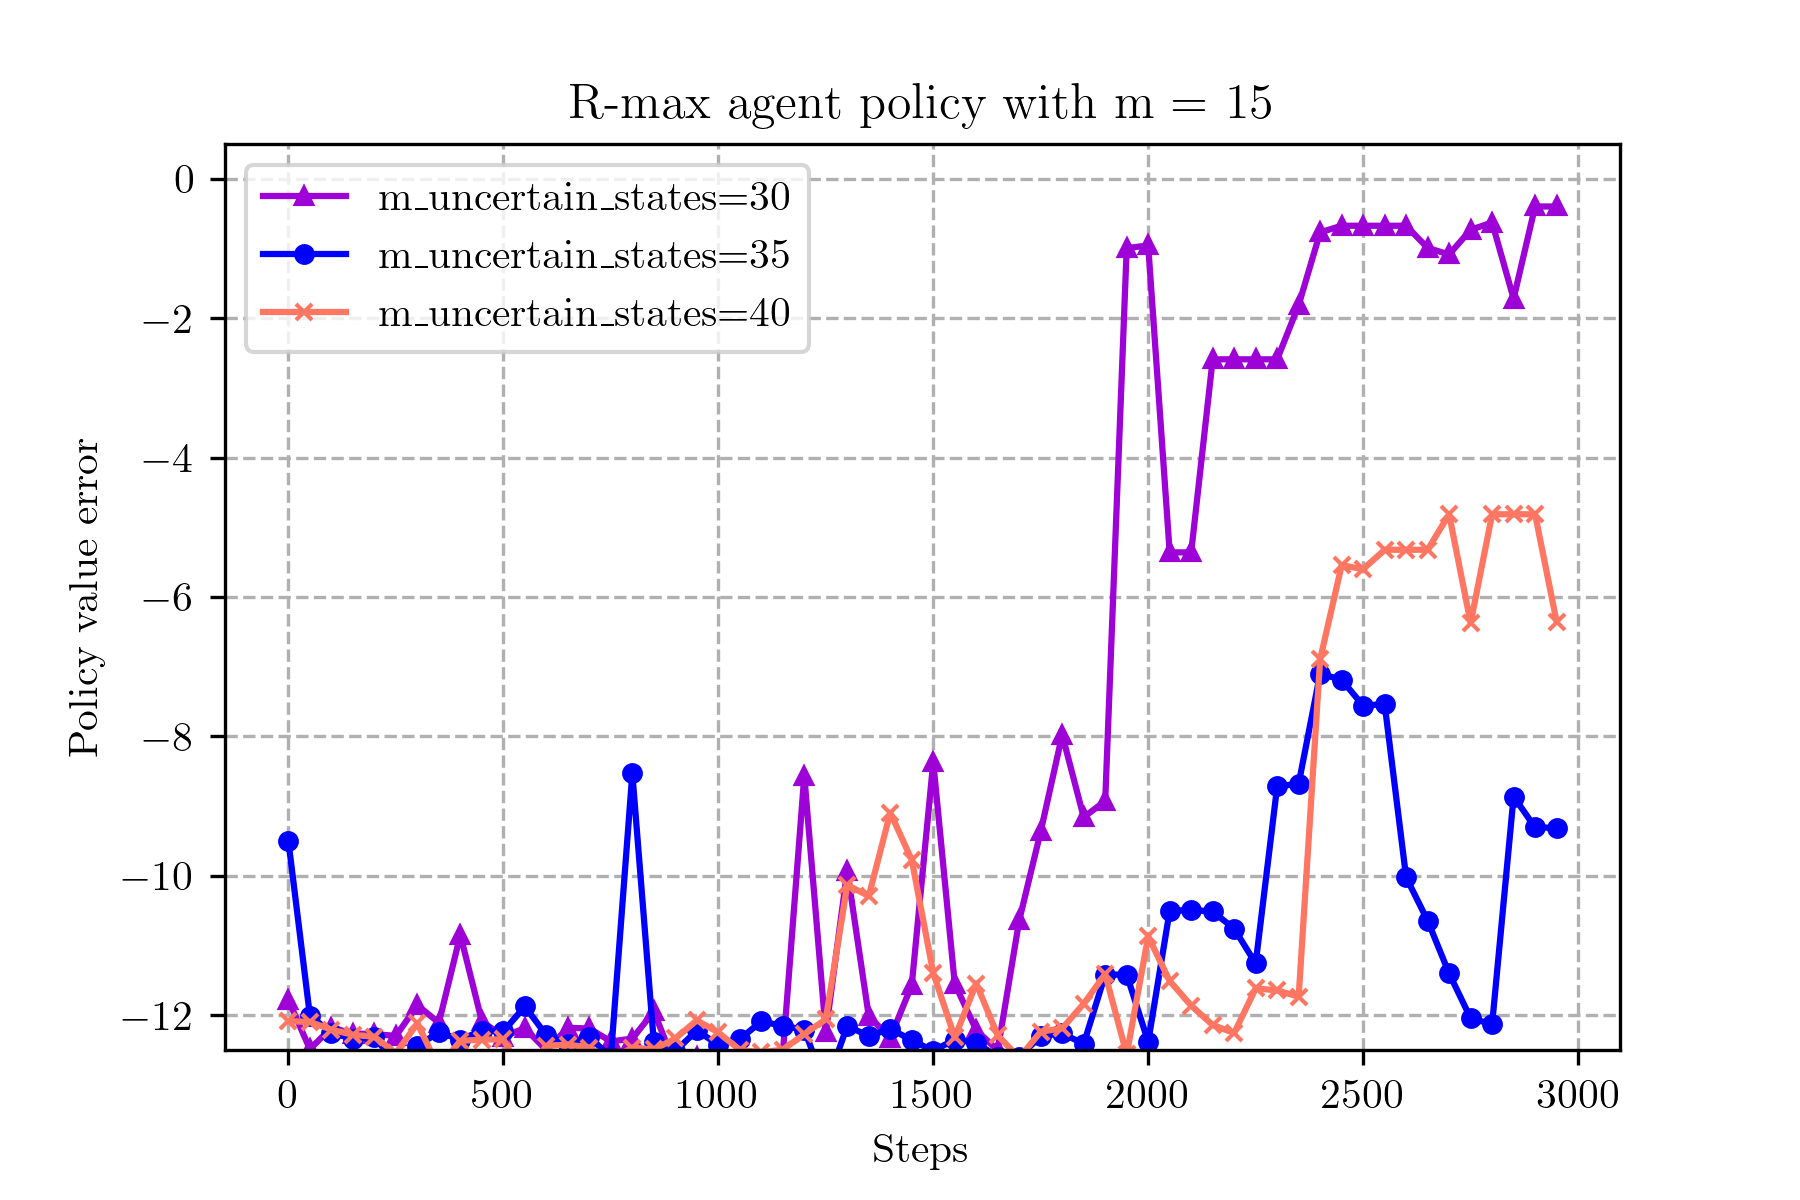 R-max agent policy with m = 15
m_uncertain_states=30
m_uncertain_states=35
m_uncertain_states=40
Policy value error
0
−2
−4
−6
−8
−10
−12
0 500 1000 1500 2000 2500 3000
Steps